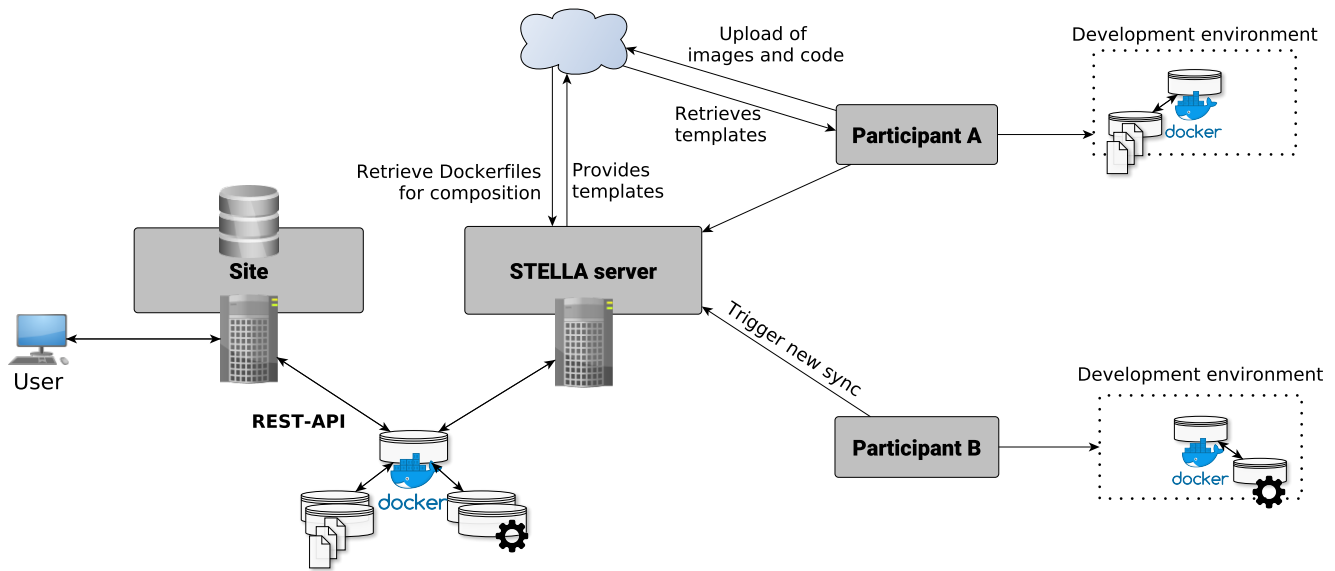 Upload of
images and code
Development environment
Retrieves
templates
Participant A
docker
Retrieve Dockerfiles
for composition
Provides
templates
Site
STELLA server
Trigger new sync
User
Development environment
REST-API
Participant B
docker
docker